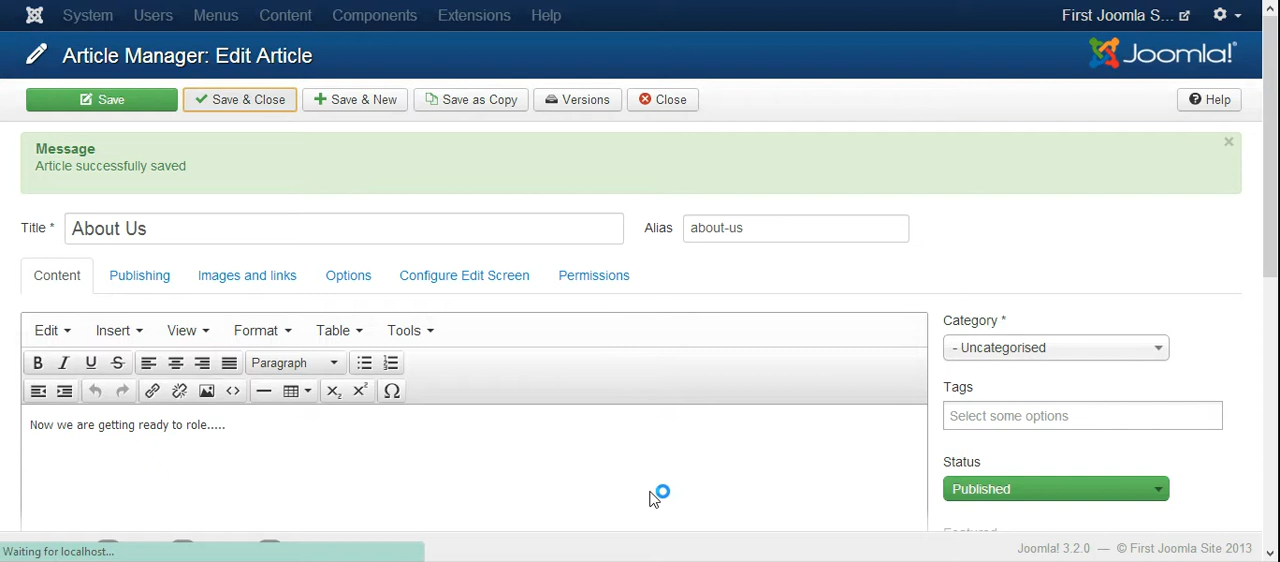 System Users Menus Content Components Extensions Help First Joomla S...
Article Manager: Edit Article Joomla!®
Save Save & Close Save & New Save as Copy Versions Close Help
Message
Article successfully saved
×
Title * About Us Alias about-us
Content Publishing Images and links Options Configure Edit Screen Permissions
Edit Insert View Format Table Tools
Paragraph
Now we are getting ready to role.....
Category *
- Uncategorised
Tags
Select some options
Status
Published
Featured
Waiting for localhost...
Joomla! 3.2.0 — © First Joomla Site 2013